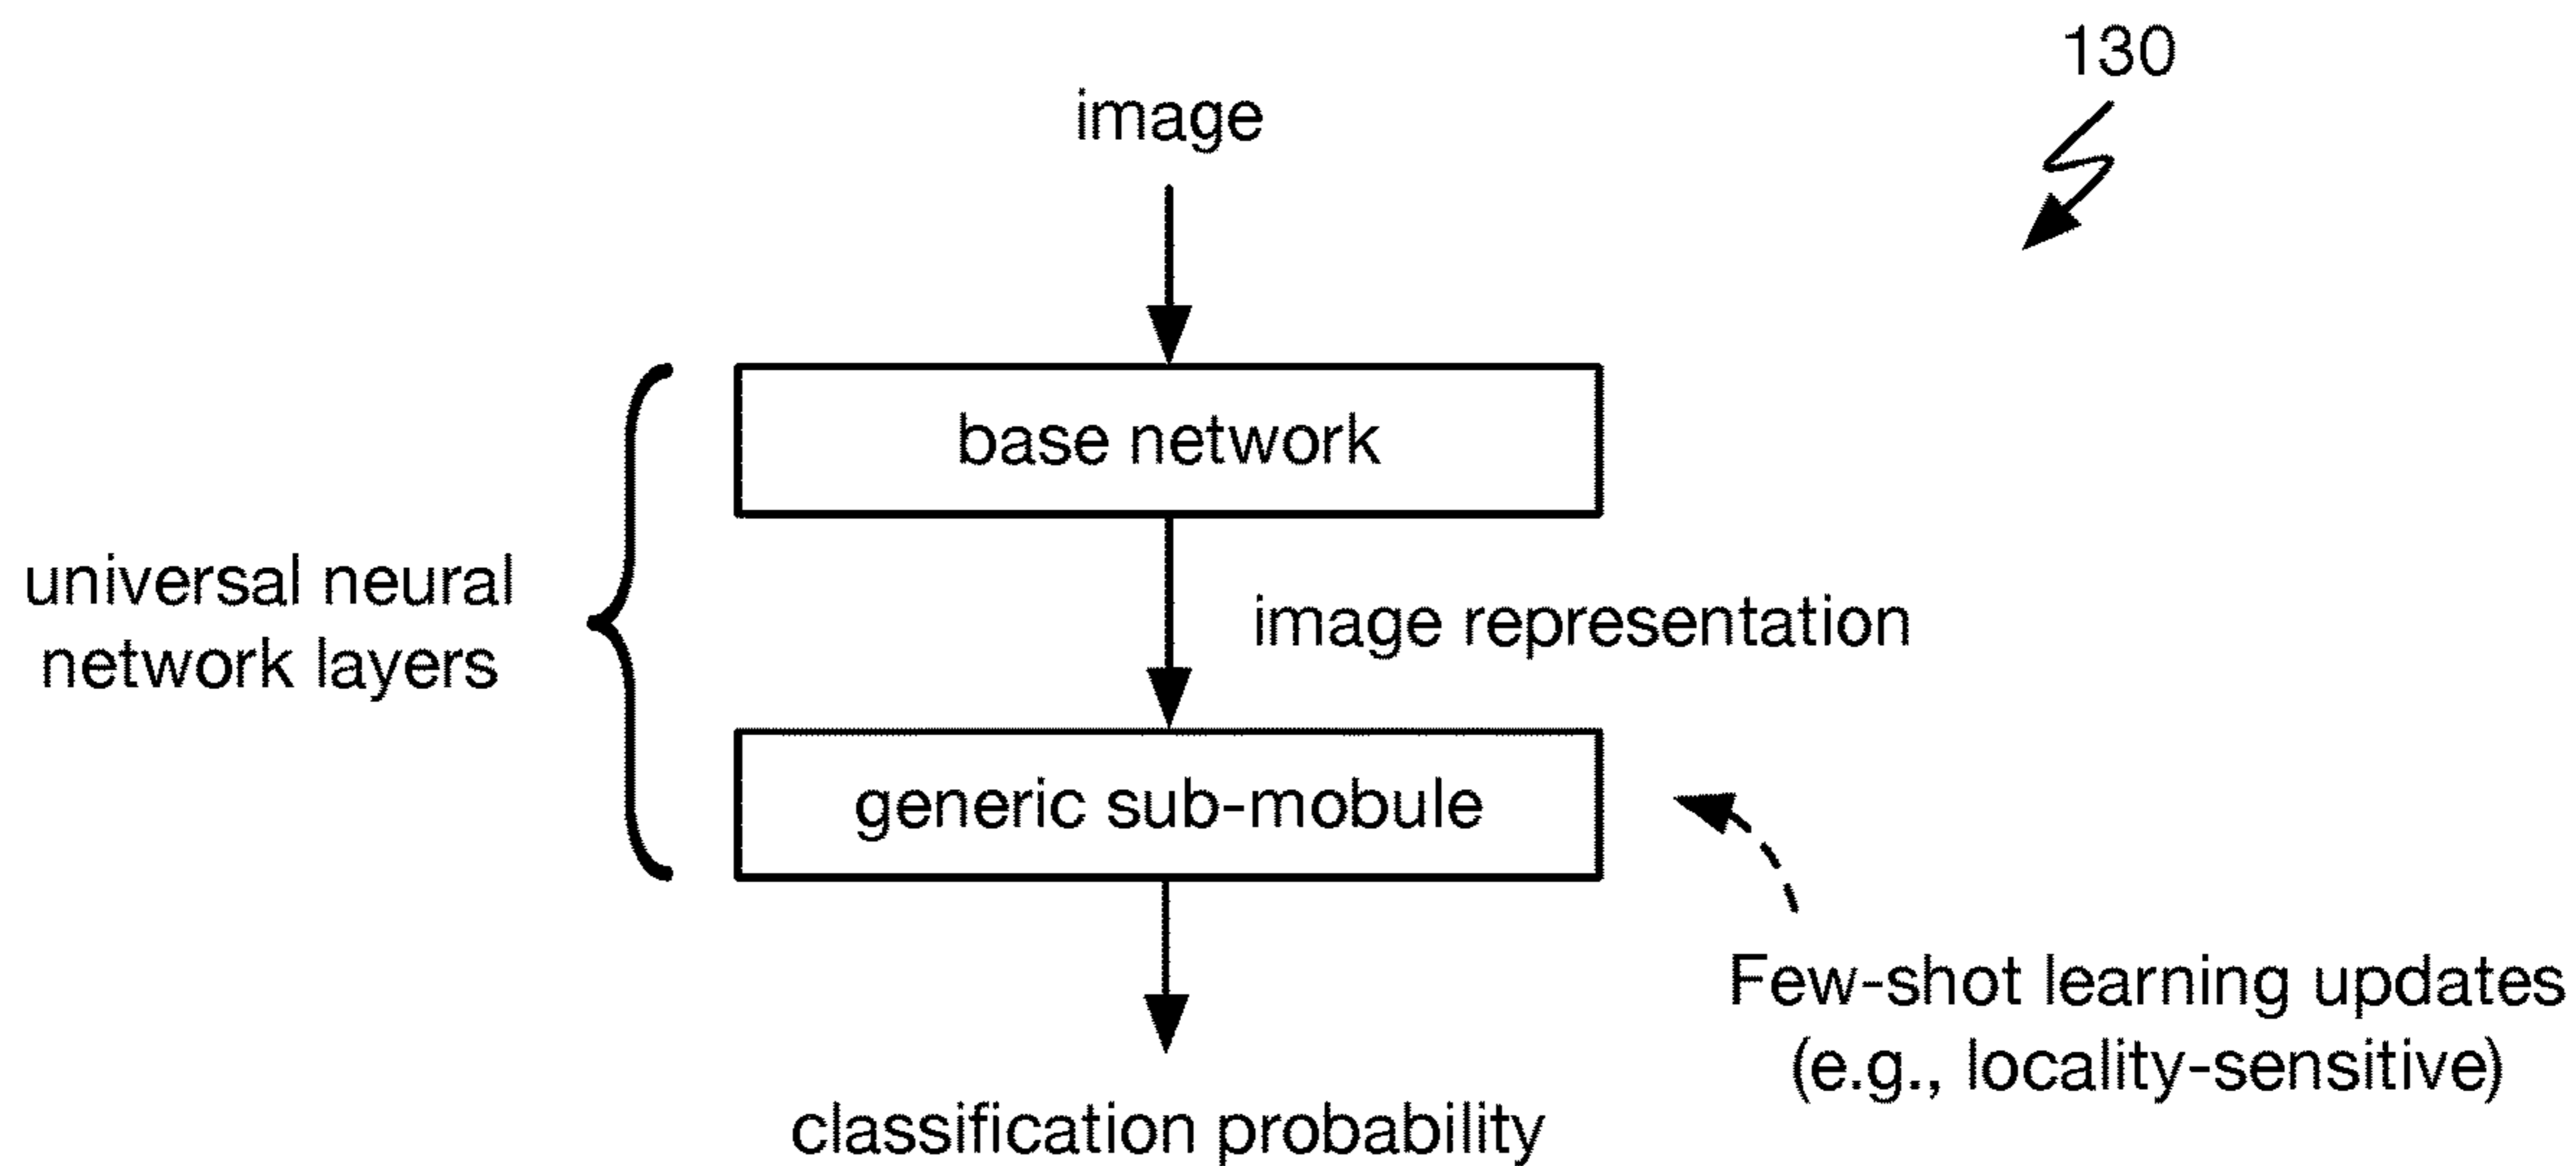 130
image
base network
universal neural
network layers
image representation
generic sub-mobule
Few-shot learning updates
(e.g., locality-sensitive)
classification probability